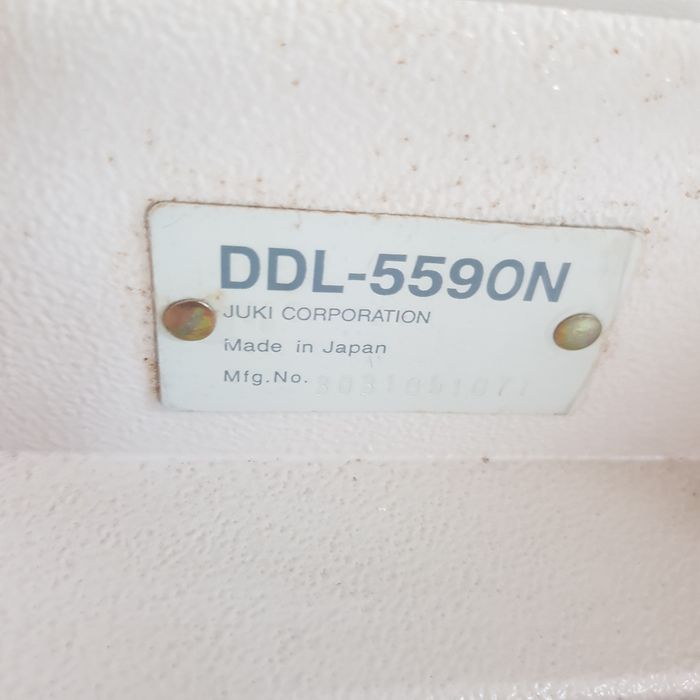 DDL-5590N
JUKI CORPORATION
Made in Japan
Mfg.No.